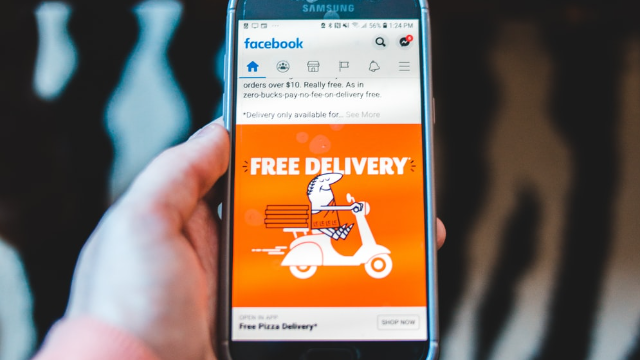 SAMSUNG
56% 1:24 PM
facebook
orders over $10. Really free. As in
zero-bucks-pay-no-fee-on-delivery free.
*Delivery only available for... See More
FREE DELIVERY*
OPEN IN APP
Free Pizza Delivery*
SHOP NOW